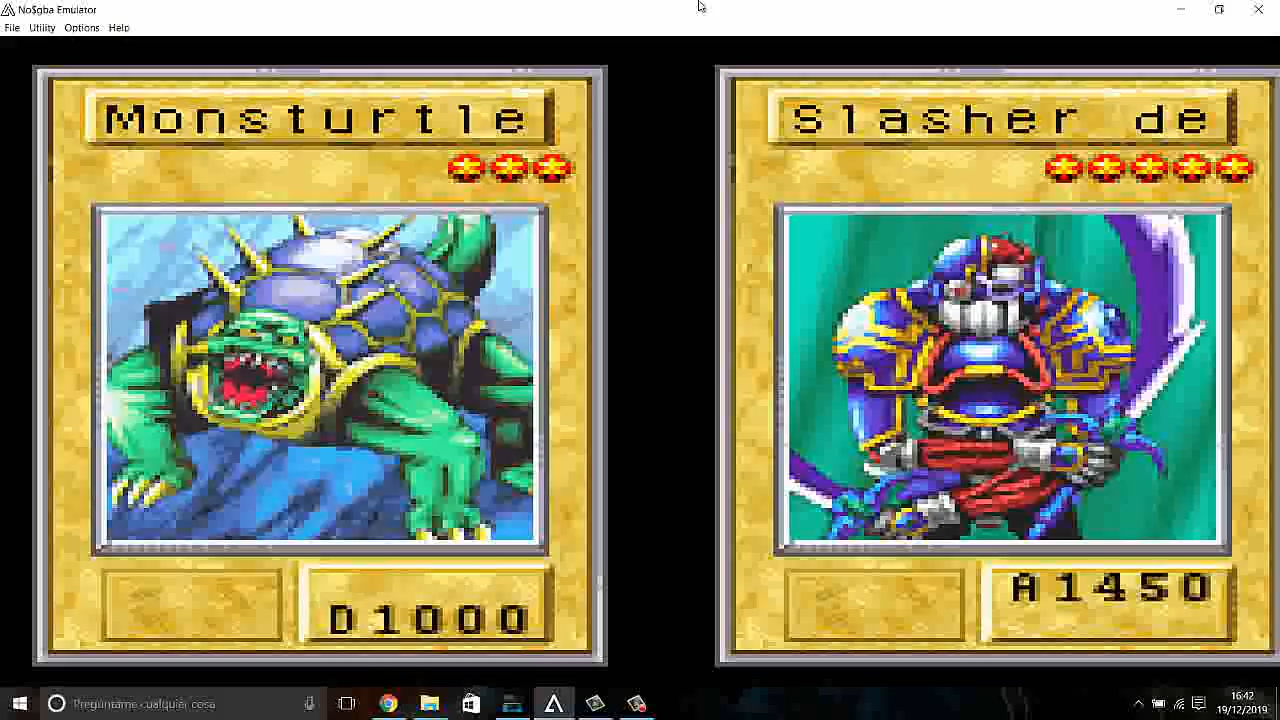 No$gba Emulator
File Utility Options Help
Monsturtle
Slasher de
D1000
A1450
Pregúntame cualquier cosa
16:42
19/12/2019